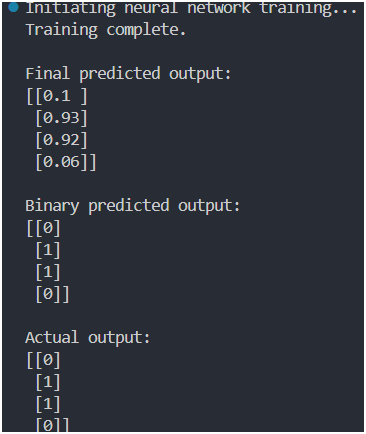 Initiating neural network training...
Training complete.
Final predicted output:
[[0.1 ]
[0.93]
[0.92]
[0.06]]
Binary predicted output:
[[0]
[1]
[1]
[0]]
Actual output:
[[0]
[1]
[1]
[0]]